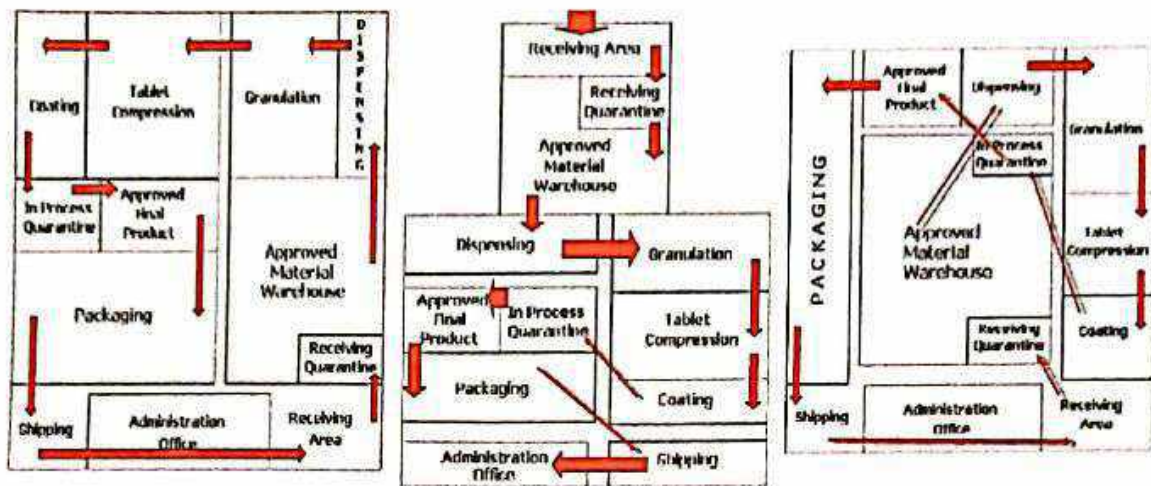 DISPENSING
Coating
Tablet
Compression
Granulation
In Process
Quarantine
Approved
Final
Product
Approved
Material
Warehouse
Packaging
Receiving
Quarantine
Shipping
Administration
Office
Receiving
Area
Receiving Area
Receiving
Quarantine
Approved
Material
Warehouse
Dispensing
Granulation
Approved
Final
Product
In Process
Quarantine
Tablet
Compression
Packaging
Coating
Administration
Office
Shipping
Approved
Final
Product
Dispensing
Granulation
In Process
Quarantine
PACKAGING
Approved
Material
Warehouse
Tablet
Compression
Receiving
Quarantine
Coating
Shipping
Administration
Office
Receiving
Area